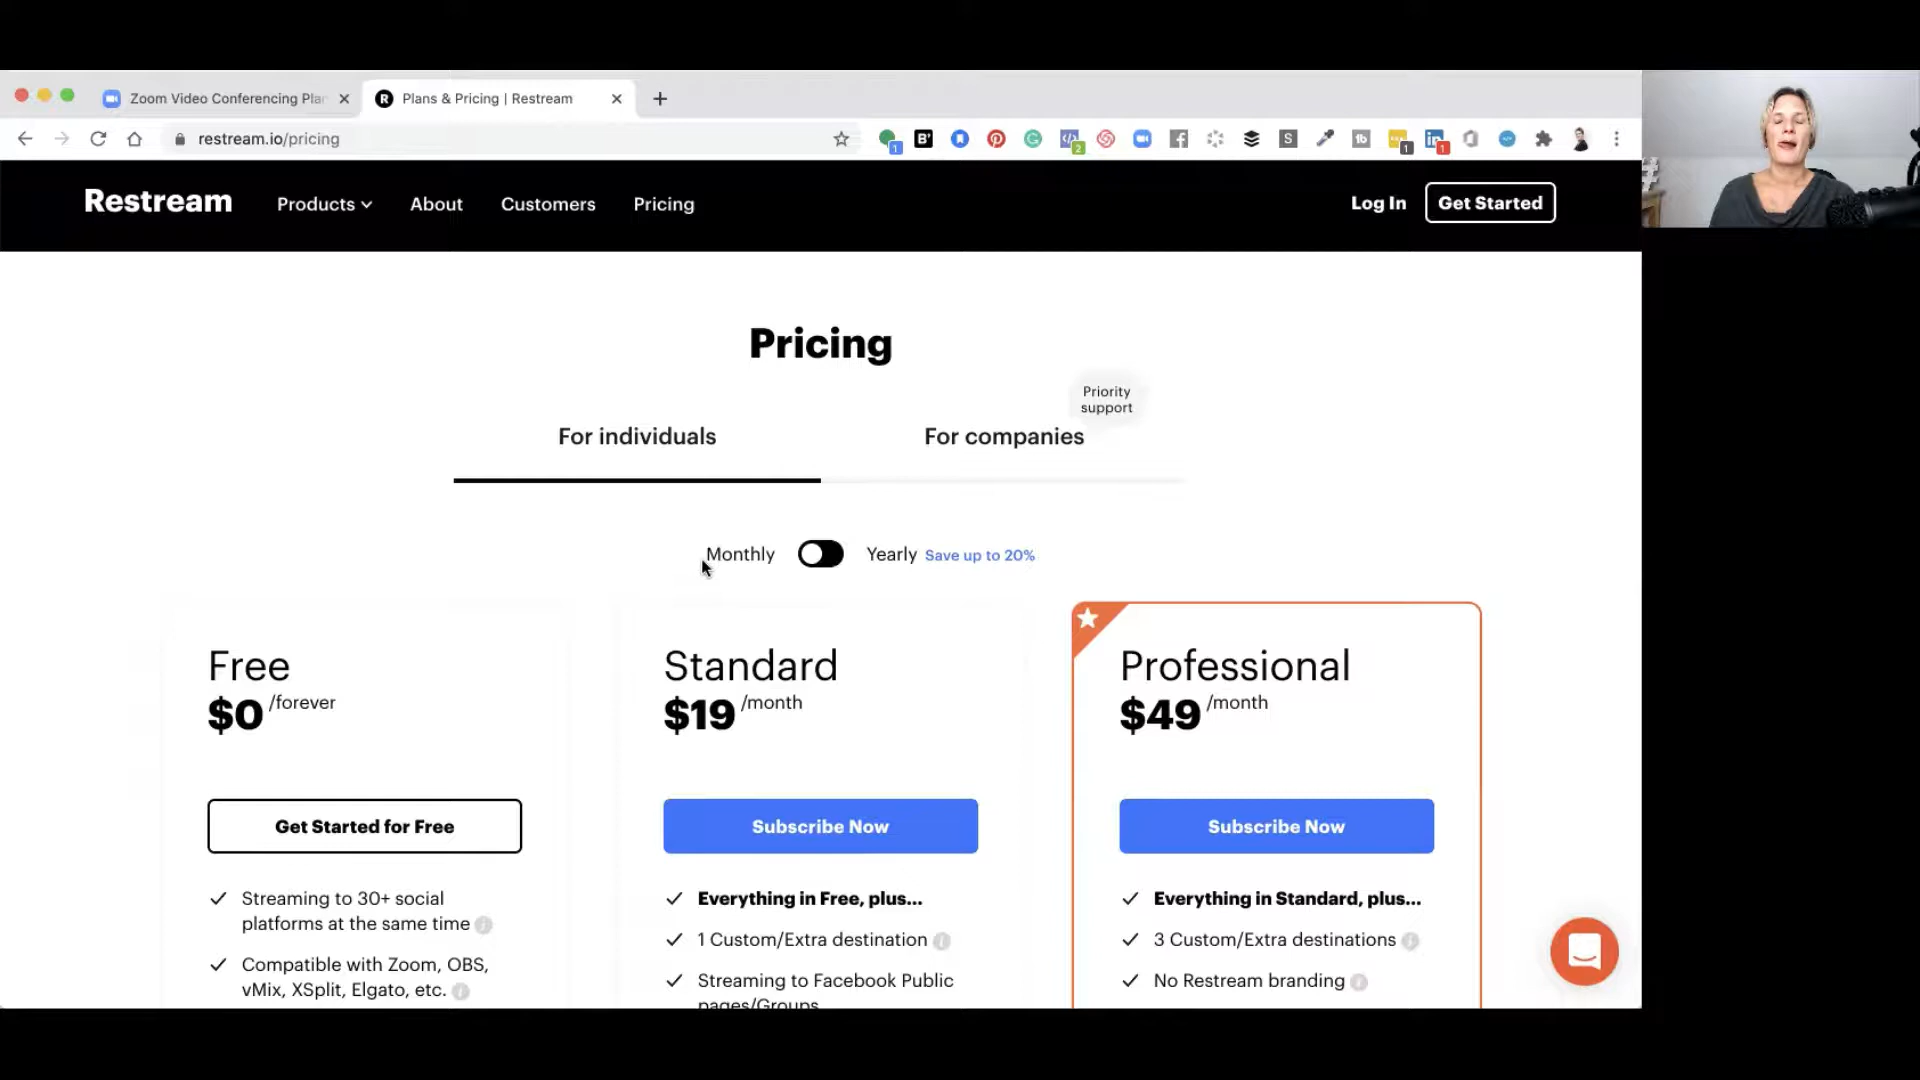 Zoom Video Conferencing Plan
Plans & Pricing | Restream
restream.io/pricing
Restream
Products
About
Customers
Pricing
Log In
Get Started
Pricing
Priority
support
For individuals
For companies
Monthly
Yearly
Save up to 20%
Free
$0 /forever
Get Started for Free
Streaming to 30+ social
platforms at the same time
Compatible with Zoom, OBS,
vMix, XSplit, Elgato, etc.
Standard
$19 /month
Subscribe Now
Everything in Free, plus...
1 Custom/Extra destination
Streaming to Facebook Public
pages/Groups
Professional
$49 /month
Subscribe Now
Everything in Standard, plus...
3 Custom/Extra destinations
No Restream branding